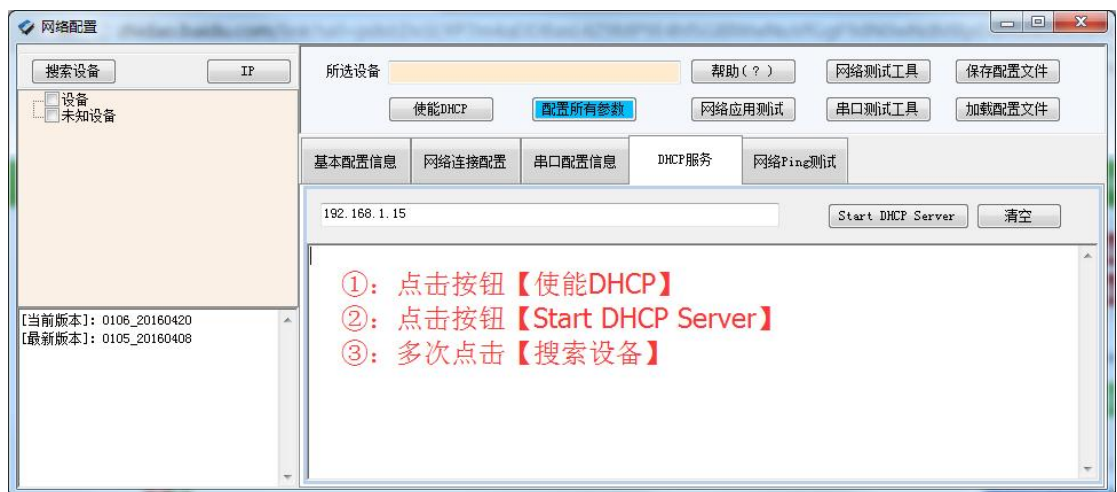 网络配置
搜索设备
IP
设备
未知设备
[当前版本]: 0106_20160420
[最新版本]: 0105_20160408
所选设备
帮助(?)
网络测试工具
保存配置文件
使能DHCP
配置所有参数
网络应用测试
串口测试工具
加载配置文件
基本配置信息
网络连接配置
串口配置信息
DHCP服务
网络Ping测试
192.168.1.15
Start DHCP Server
清空
①：点击按钮【使能DHCP】
②：点击按钮【Start DHCP Server】
③：多次点击【搜索设备】